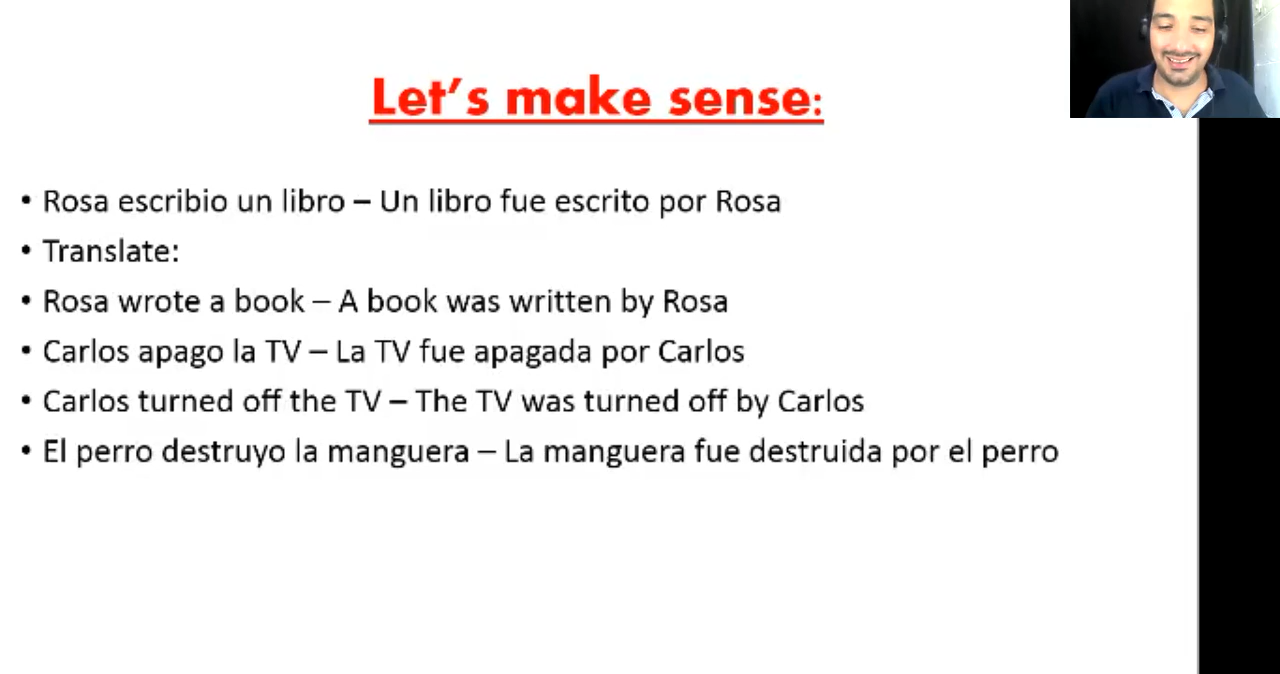 Let's make sense:
• Rosa escribio un libro – Un libro fue escrito por Rosa
• Translate:
• Rosa wrote a book – A book was written by Rosa
• Carlos apago la TV – La TV fue apagada por Carlos
• Carlos turned off the TV – The TV was turned off by Carlos
• El perro destruyo la manguera – La manguera fue destruida por el perro